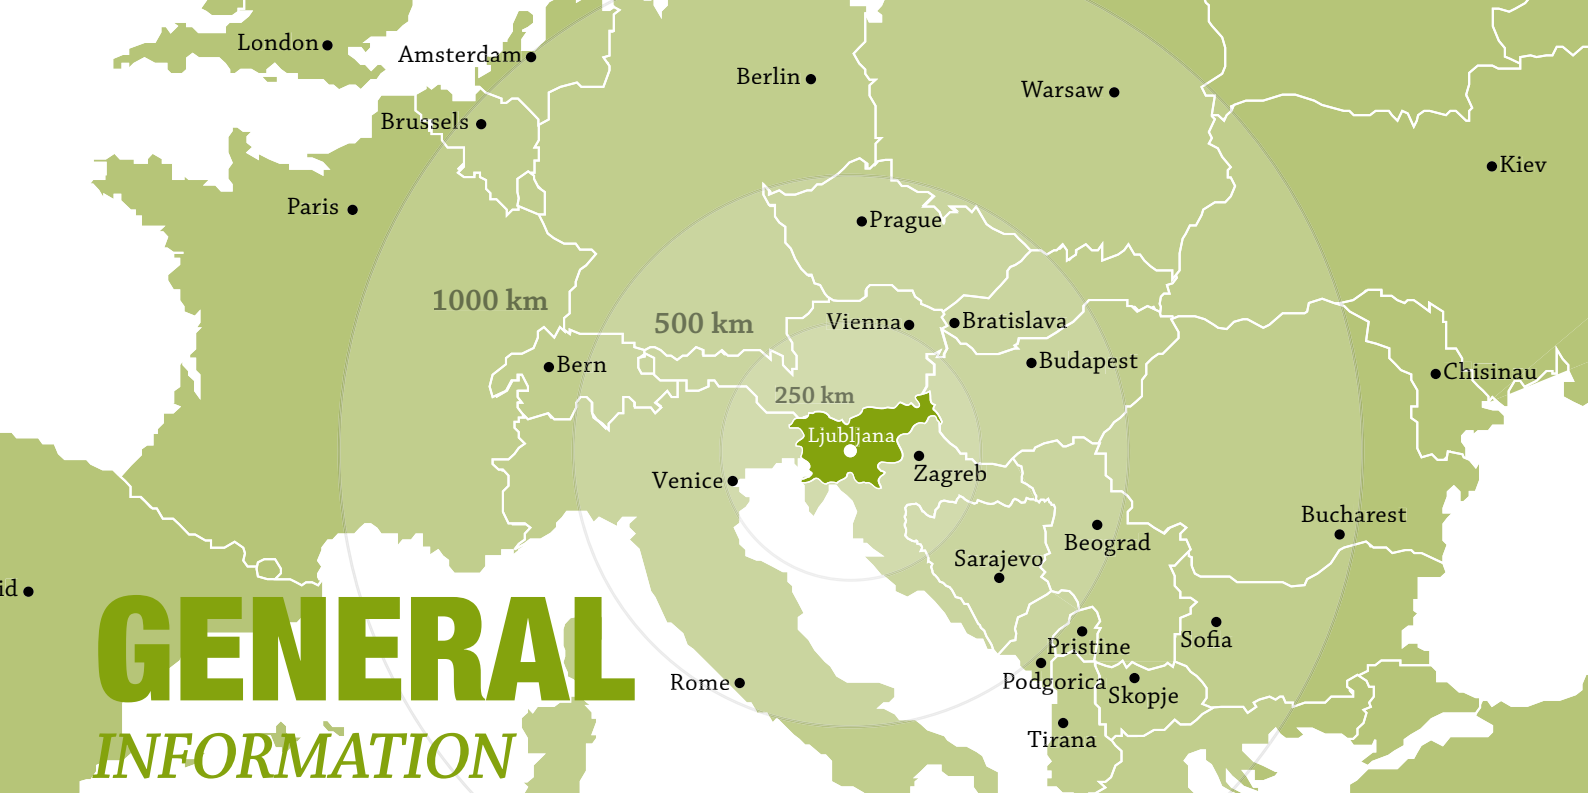 London
Amsterdam
Berlin
Warsaw
Brussels
Kiev
Paris
Prague
1000 km
500 km
Vienna
Bratislava
Bern
Budapest
Chisinau
250 km
Ljubljana
Zagreb
Venice
Bucharest
Beograd
Sarajevo
id
GENERAL
INFORMATION
Pristine
Sofia
Rome
Podgorica
Skopje
Tirana